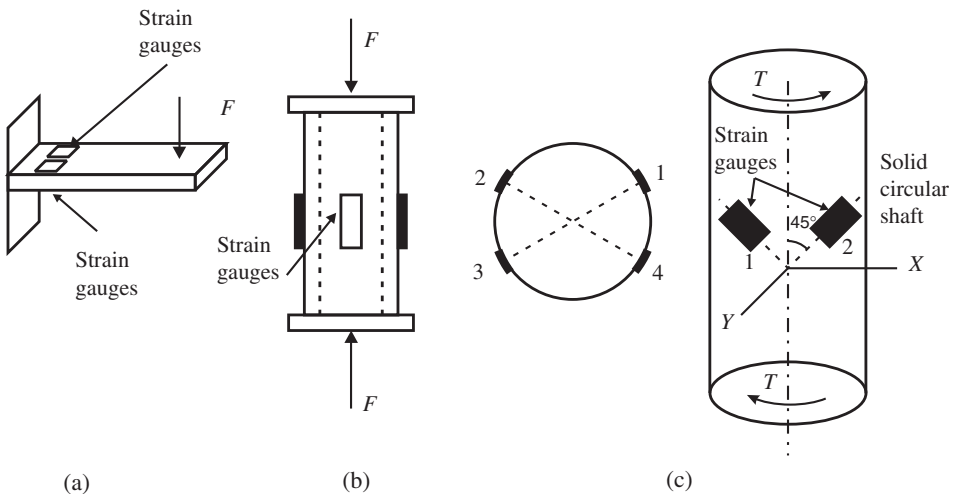 Strain
gauges
F
Strain
gauges
(a)
F
Strain
gauges
F
(b)
2
1
3
4
T
Strain
gauges
Solid
circular
shaft
45°
1
2
X
Y
T
(c)